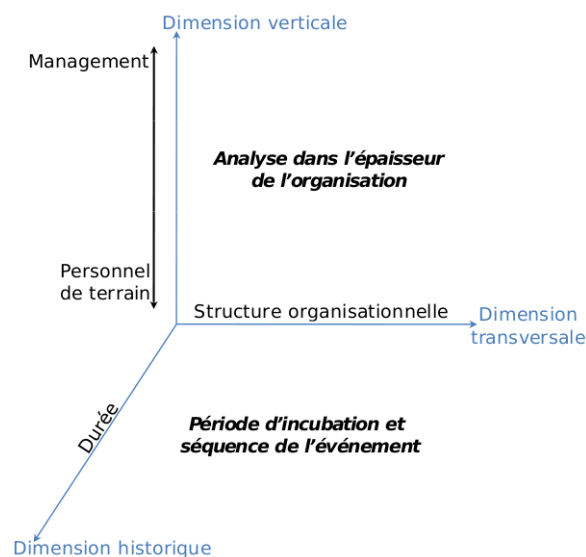 Dimension verticale
Management
Analyse dans l’épaisseur
de l’organisation
Personnel
de terrain
Structure organisationnelle
Dimension
transversale
Durée
Période d’incubation et
séquence de l’événement
Dimension historique